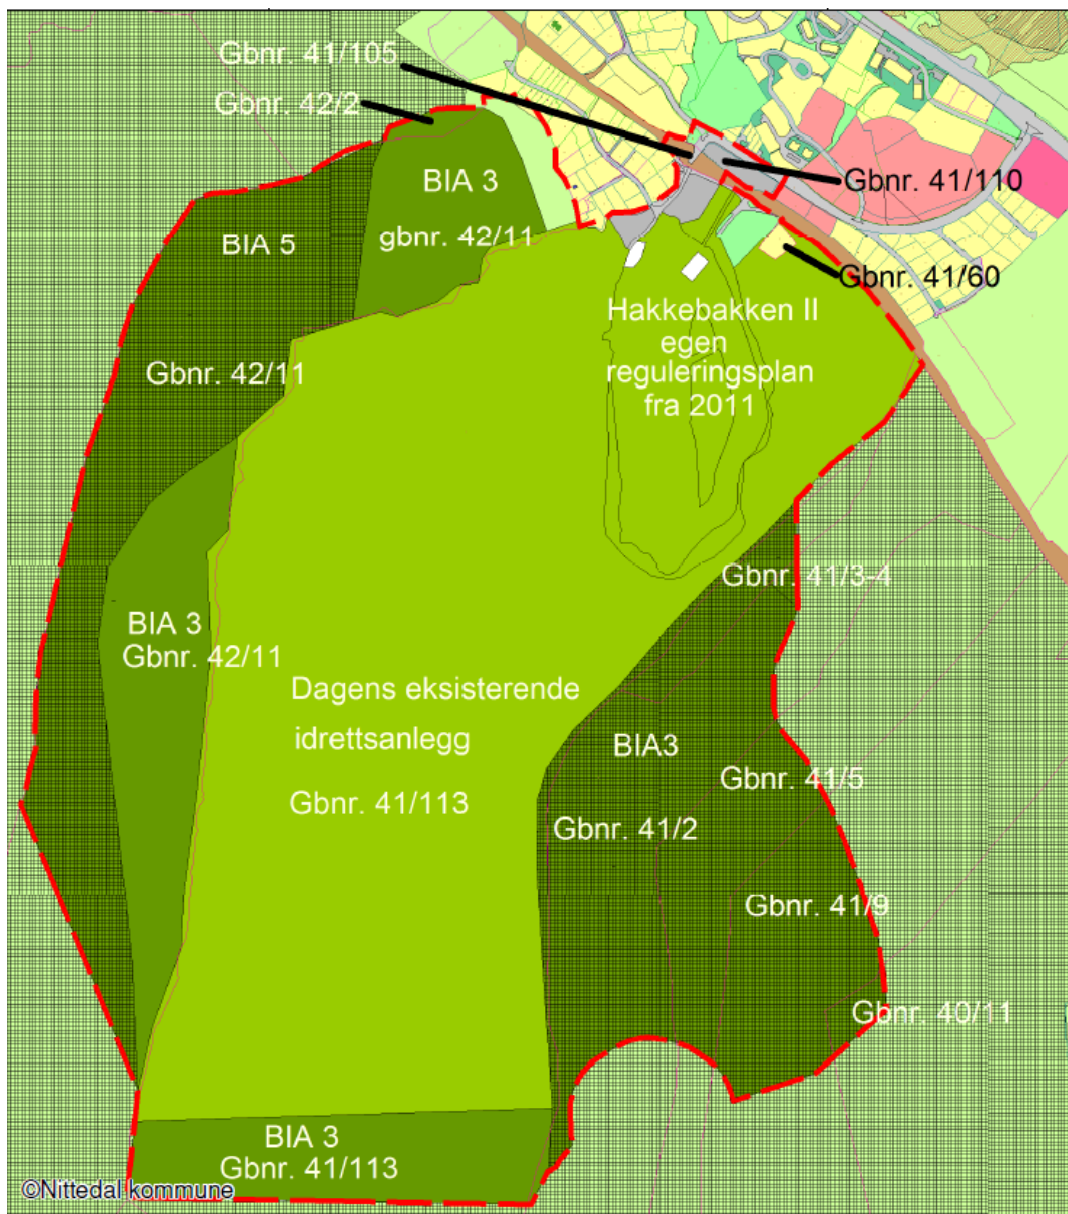 Gbnr. 41/105
Gbnr. 42/2
BIA 3
gbnr. 42/11
BIA 5
Gbnr. 41/110
Gbnr. 41/60
Hakkebakken II
egen
reguleringsplan
fra 2011
Gbnr. 42/11
Gbnr. 41/3-4
BIA 3
Gbnr. 42/11
Dagens eksisterende
idrettsanlegg
Gbnr. 41/113
BIA3
Gbnr. 41/5
Gbnr. 41/2
Gbnr. 41/9
Gbnr. 40/11
BIA 3
Gbnr. 41/113
©Nittedal kommune